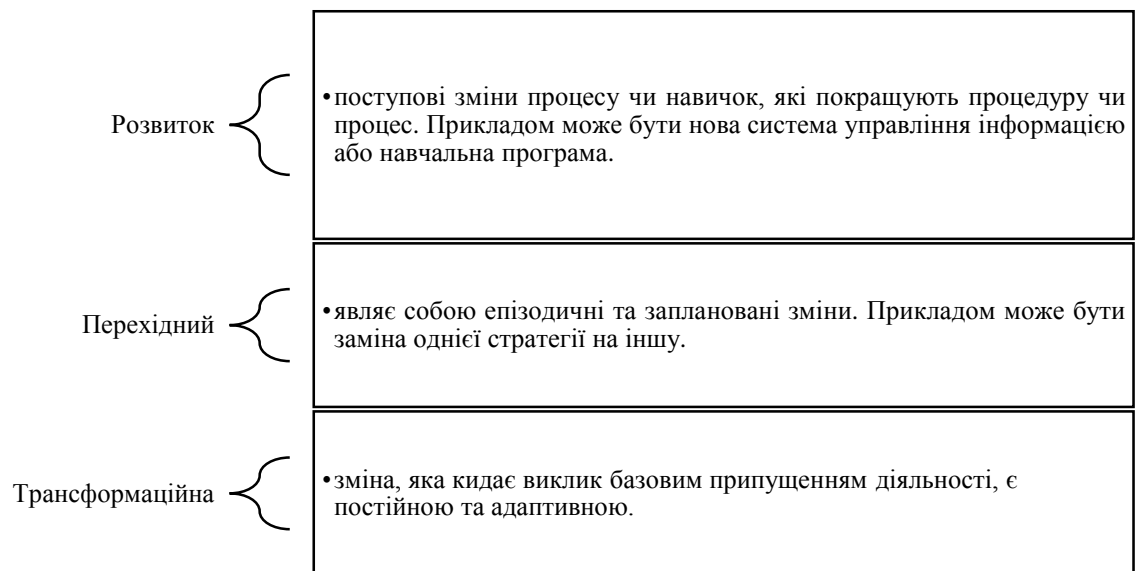 Розвиток
•поступові зміни процесу чи навичок, які покращують процедуру чи
процес. Прикладом може бути нова система управління інформацією
або навчальна програма.
Перехідний
•являє собою епізодичні та заплановані зміни. Прикладом може бути
заміна однієї стратегії на іншу.
Трансформаційна
•зміна, яка кидає виклик базовим припущенням діяльності, є
постійною та адаптивною.